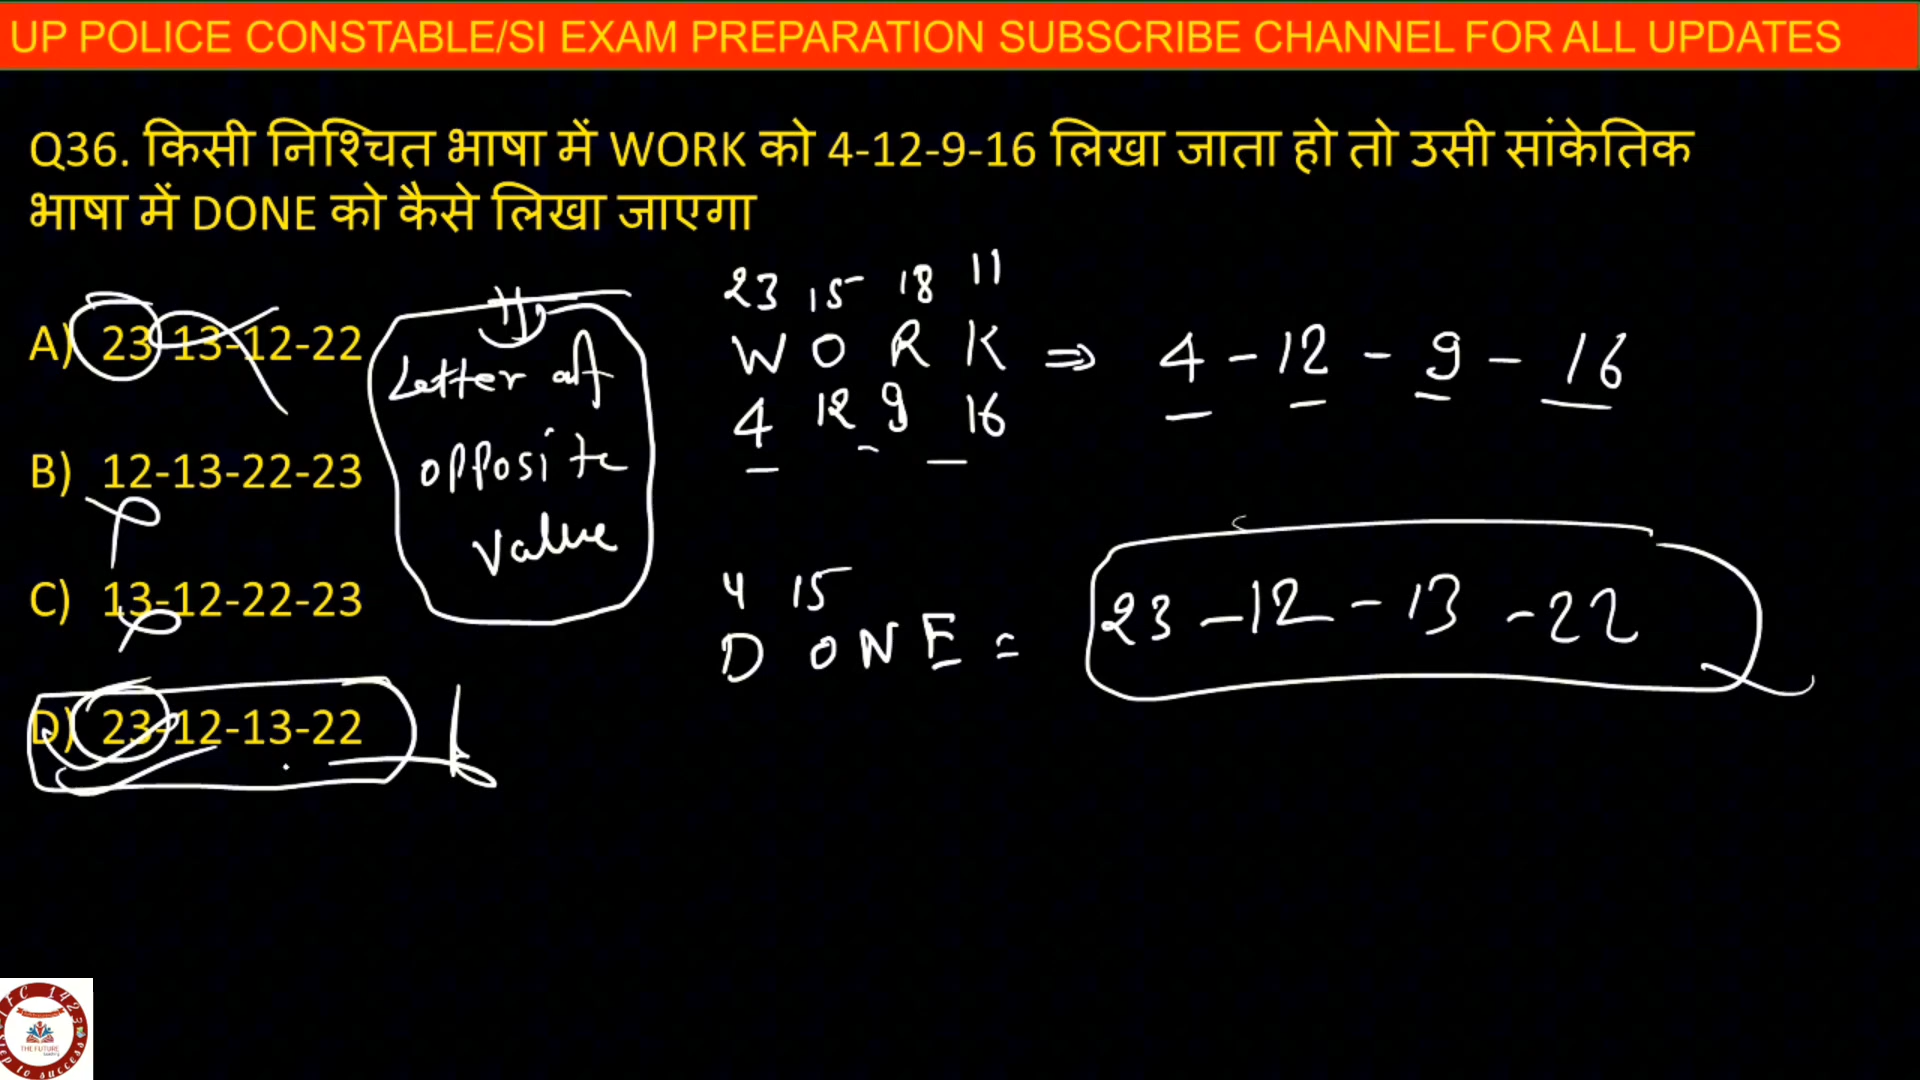 UP POLICE CONSTABLE/SI EXAM PREPARATION SUBSCRIBE CHANNEL FOR ALL UPDATES
Q36. किसी निश्चित भाषा में WORK को 4-12-9-16 लिखा जाता हो तो उसी सांकेतिक
भाषा में DONE को कैसे लिखा जाएगा
A) 23-13-12-22
B) 12-13-22-23
C) 13-12-22-23
D) 23-12-13-22
Letter of
opposite
value
23 15 18 11
W O R K ⇒ 4 - 12 - 9 - 16
4 12 9 16
4 15
D O N E = 23 - 12 - 13 - 22
THE FUTURE